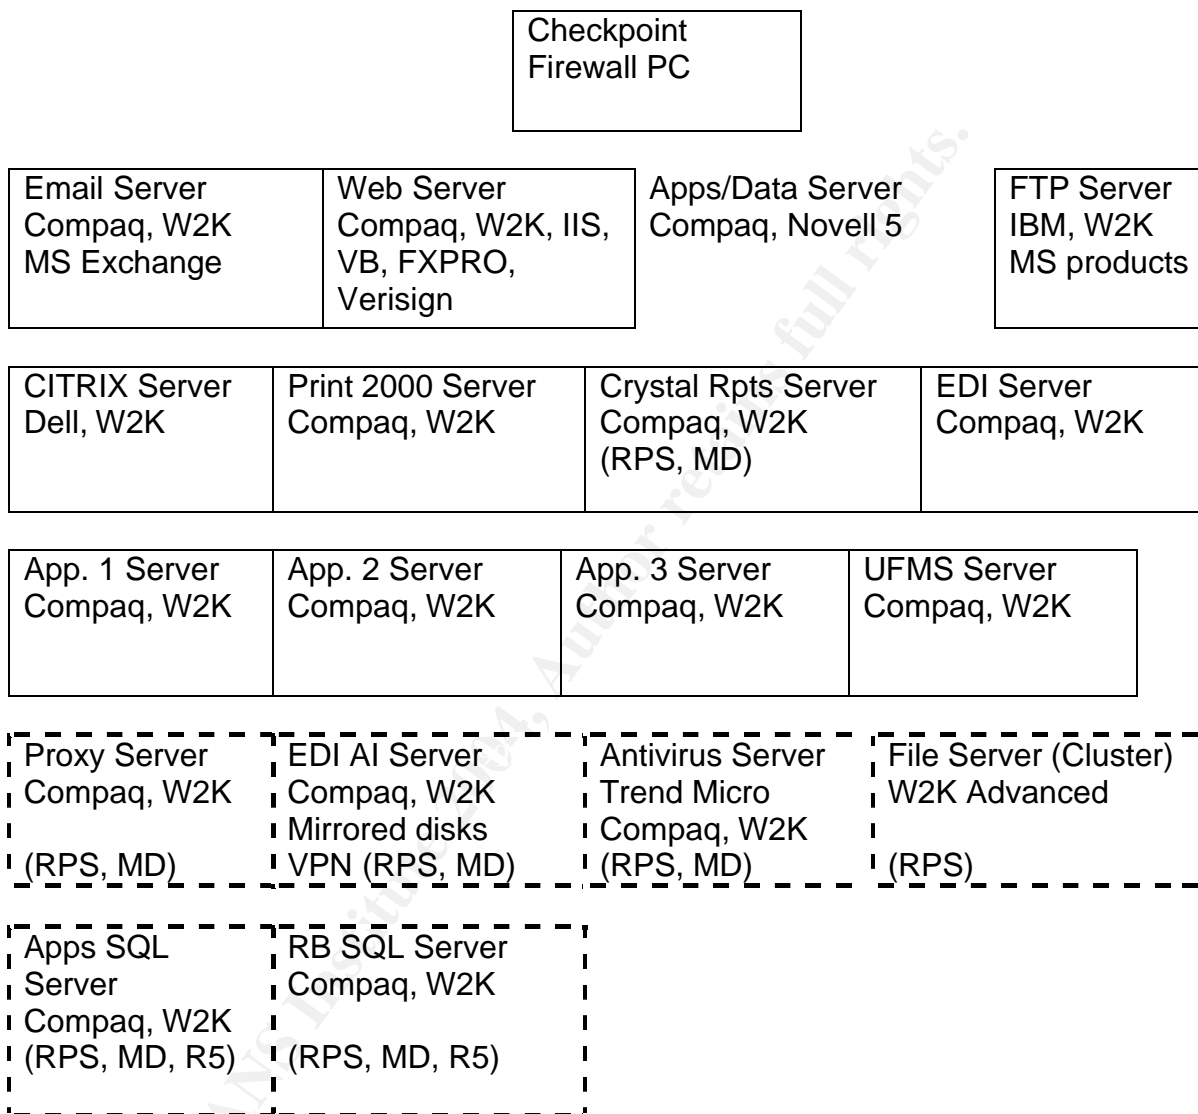 Checkpoint
Firewall PC
Email Server
Compaq, W2K
MS Exchange
Web Server
Compaq, W2K, IIS,
VB, FXPRO,
Verisign
Apps/Data Server
Compaq, Novell 5
FTP Server
IBM, W2K
MS products
CITRIX Server
Dell, W2K
Print 2000 Server
Compaq, W2K
Crystal Rpts Server
Compaq, W2K
(RPS, MD)
EDI Server
Compaq, W2K
App. 1 Server
Compaq, W2K
App. 2 Server
Compaq, W2K
App. 3 Server
Compaq, W2K
UFMS Server
Compaq, W2K
Proxy Server
Compaq, W2K
(RPS, MD)
EDI AI Server
Compaq, W2K
Mirrored disks
VPN (RPS, MD)
Antivirus Server
Trend Micro
Compaq, W2K
(RPS, MD)
File Server (Cluster)
W2K Advanced
(RPS)
Apps SQL
Server
Compaq, W2K
(RPS, MD, R5)
RB SQL Server
Compaq, W2K
(RPS, MD, R5)
Author retains full rights.